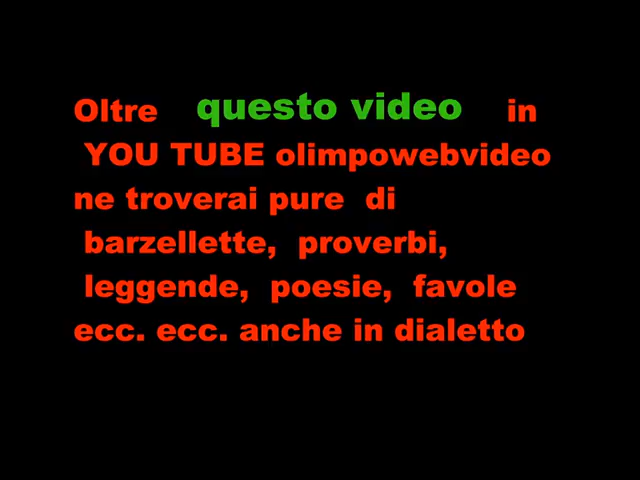 Oltre questo video in
YOU TUBE olimpowebvideo
ne troverai pure di
barzellette, proverbi,
leggende, poesie, favole
ecc. ecc. anche in dialetto